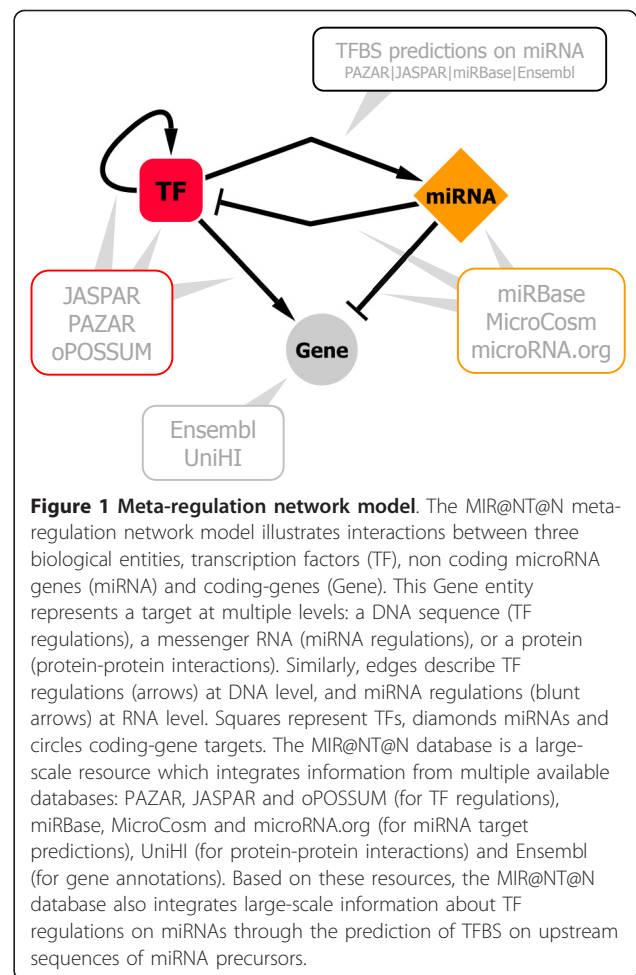 TFBS predictions on miRNA
PAZAR|JASPAR|miRBase|Ensembl
TF
miRNA
JASPAR
PAZAR
oPOSSUM
Gene
miRBase
MicroCosm
microRNA.org
Ensembl
UniHI
Figure 1 Meta-regulation network model. The MIR@NT@N meta-
regulation network model illustrates interactions between three
biological entities, transcription factors (TF), non coding microRNA
genes (miRNA) and coding-genes (Gene). This Gene entity
represents a target at multiple levels: a DNA sequence (TF
regulations), a messenger RNA (miRNA regulations), or a protein
(protein-protein interactions). Similarly, edges describe TF
regulations (arrows) at DNA level, and miRNA regulations (blunt
arrows) at RNA level. Squares represent TFs, diamonds miRNAs and
circles coding-gene targets. The MIR@NT@N database is a large-
scale resource which integrates information from multiple available
databases: PAZAR, JASPAR and oPOSSUM (for TF regulations),
miRBase, MicroCosm and microRNA.org (for miRNA target
predictions), UniHI (for protein-protein interactions) and Ensembl
(for gene annotations). Based on these resources, the MIR@NT@N
database also integrates large-scale information about TF
regulations on miRNAs through the prediction of TFBS on upstream
sequences of miRNA precursors.